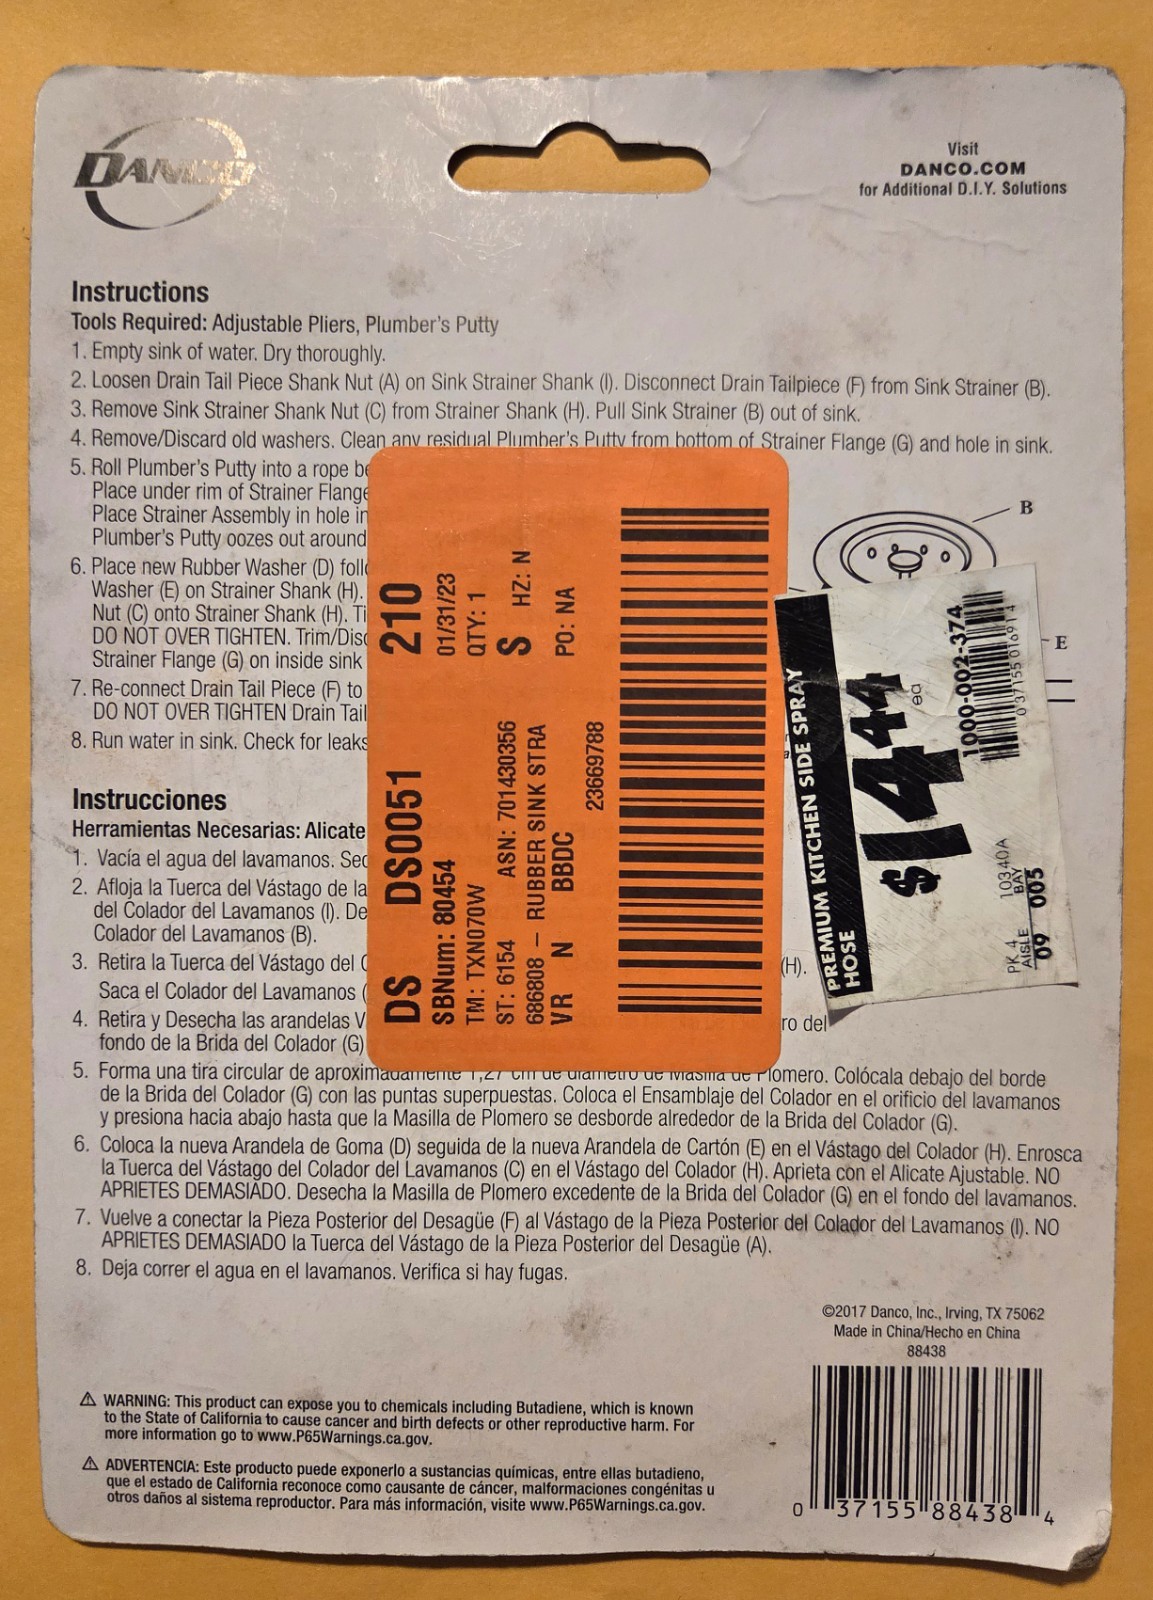 DANCO
Visit
DANCO.COM
for Additional D.I.Y. Solutions
Instructions
Tools Required: Adjustable Pliers, Plumber's Putty
1. Empty sink of water. Dry thoroughly.
2. Loosen Drain Tail Piece Shank Nut (A) on Sink Strainer Shank (I). Disconnect Drain Tailpiece (F) from Sink Strainer (B).
3. Remove Sink Strainer Shank Nut (C) from Strainer Shank (H). Pull Sink Strainer (B) out of sink.
4. Remove/Discard old washers. Clean any residual Plumber's Putty from bottom of Strainer Flange (G) and hole in sink.
5. Roll Plumber's Putty into a rope
Place under rim of Strainer Flange
Place Strainer Assembly in hole in
Plumber's Putty oozes out around
6. Place new Rubber Washer (D)
Washer (E) on Strainer Shank (H).
Nut (C) onto Strainer Shank (H).
DO NOT OVER TIGHTEN.
Strainer Flange (G) on inside sink
7. Re-connect Drain Tail Piece (F) to
DO NOT OVER TIGHTEN Drain
8. Run water in sink. Check for leaks
B
E
Instrucciones
Herramientas Necesarias: Alicate
1. Vacía el agua del lavamanos.
2. Afloja la Tuerca del Vástago de la
del Colador del Lavamanos (I).
Colador del Lavamanos (B).
3. Retira la Tuerca del Vástago del (H).
Saca el Colador del Lavamanos
4. Retira y Desecha las arandelas del
fondo de la Brida del Colador (G)
5. Forma una tira circular de aproximadamente 1,27 cm de diámetro de Masilla de Plomero. Colócala debajo del borde
de la Brida del Colador (G) con las puntas superpuestas. Coloca el Ensamblaje del Colador en el orificio del lavamanos
y presiona hacia abajo hasta que la Masilla de Plomero se desborde alrededor de la Brida del Colador (G).
6. Coloca la nueva Arandela de Goma (D) seguida de la nueva Arandela de Cartón (E) en el Vástago del Colador (H). Enrosca
la Tuerca del Vástago del Colador del Lavamanos (C) en el Vástago del Colador (H). Aprieta con el Alicate Ajustable. NO
APRIETES DEMASIADO. Desecha la Masilla de Plomero excedente de la Brida del Colador (G) en el fondo del lavamanos.
7. Vuelve a conectar la Pieza Posterior del Desagüe (F) al Vástago de la Pieza Posterior del Colador del Lavamanos (I). NO
APRIETES DEMASIADO la Tuerca del Vástago de la Pieza Posterior del Desagüe (A).
8. Deja correr el agua en el lavamanos. Verifica si hay fugas.
DS DS0051 210
SBNum: 80454 01/31/23
TM: TXN070W QTY: 1
ST: 6154 ASN: 701430356 S HZ: N
686808 – RUBBER SINK STRA
VR N BBDC PO: NA
23669788
PREMIUM KITCHEN SIDE SPRAY
HOSE
$1.44 ea
1000-002-374
0 37155 01691 4
PK 4 10340A
AISLE BAY
09 005
©2017 Danco, Inc., Irving, TX 75062
Made in China/Hecho en China
88438
0 37155 88438 4
⚠ WARNING: This product can expose you to chemicals including Butadiene, which is known
to the State of California to cause cancer and birth defects or other reproductive harm. For
more information go to www.P65Warnings.ca.gov.
⚠ ADVERTENCIA: Este producto puede exponerlo a sustancias químicas, entre ellas butadieno,
que el estado de California reconoce como causante de cáncer, malformaciones congénitas u
otros daños al sistema reproductor. Para más información, visite www.P65Warnings.ca.gov.